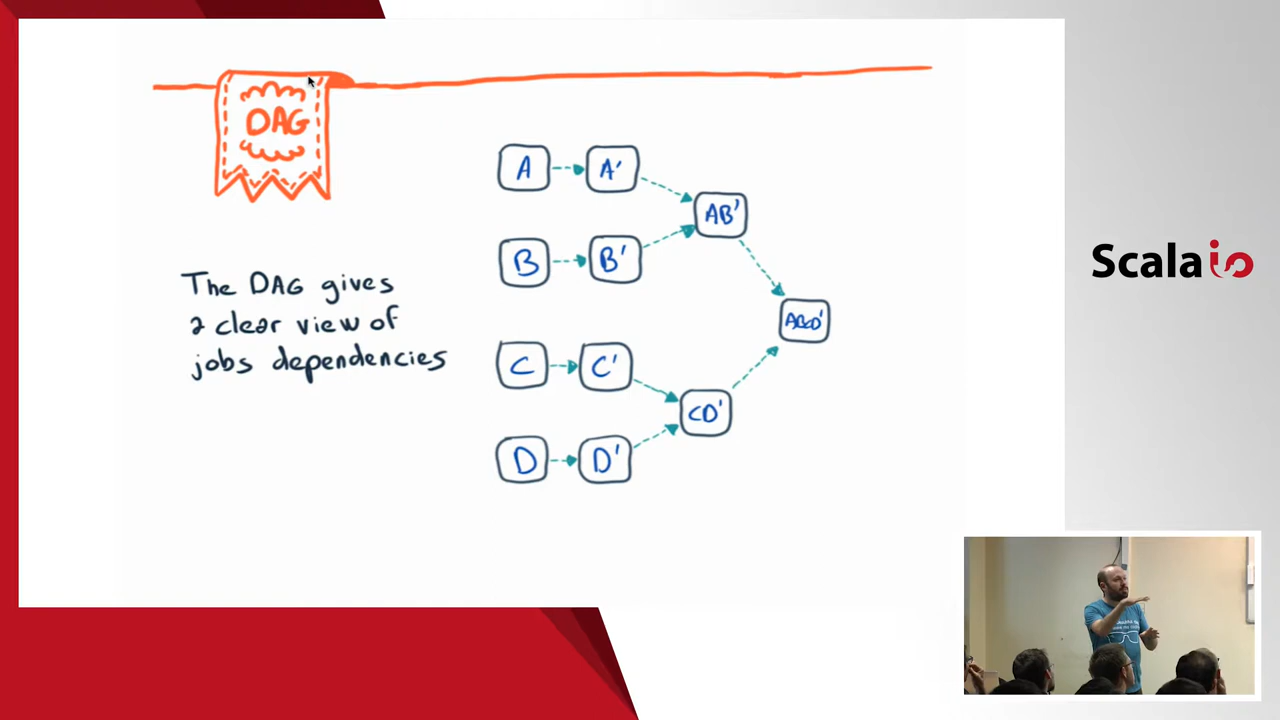 DAG
The DAG gives
a clear view of
jobs dependencies
A
A'
AB'
B
B'
ABCD'
C
C'
CD'
D
D'
Scala io